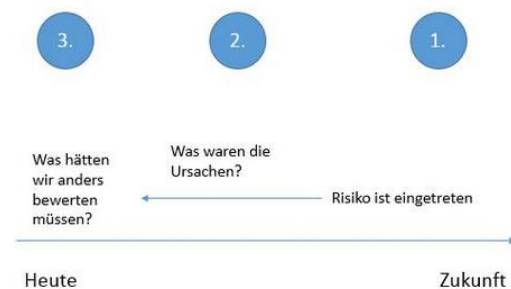 3.
2.
1.
Was hätten
wir anders
bewerten
müssen?
Was waren die
Ursachen?
Risiko ist eingetreten
Heute
Zukunft